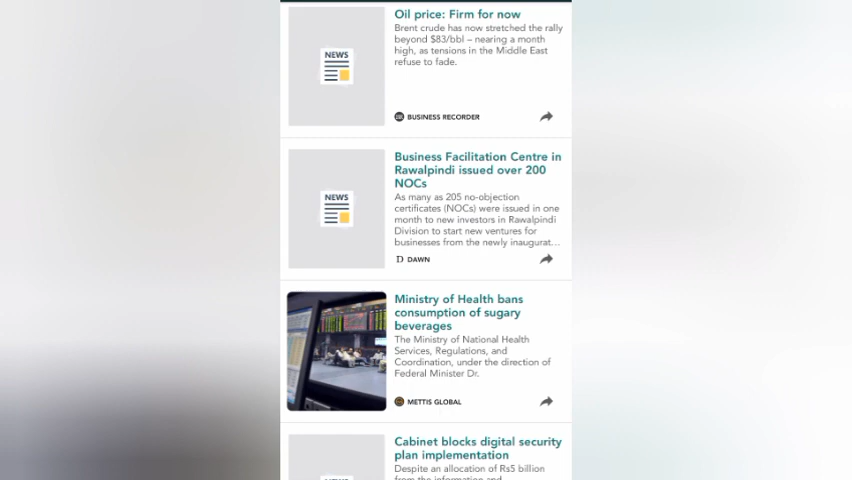 Oil price: Firm for now
Brent crude has now stretched the rally
beyond $83/bbl – nearing a month
high, as tensions in the Middle East
refuse to fade.
NEWS
BUSINESS RECORDER
Business Facilitation Centre in
Rawalpindi issued over 200
NOCs
As many as 205 no-objection
certificates (NOCs) were issued in one
month to new investors in Rawalpindi
Division to start new ventures for
businesses from the newly inaugurat...
NEWS
D DAWN
Ministry of Health bans
consumption of sugary
beverages
The Ministry of National Health
Services, Regulations, and
Coordination, under the direction of
Federal Minister Dr.
METTIS GLOBAL
Cabinet blocks digital security
plan implementation
Despite an allocation of Rs5 billion
from the information and